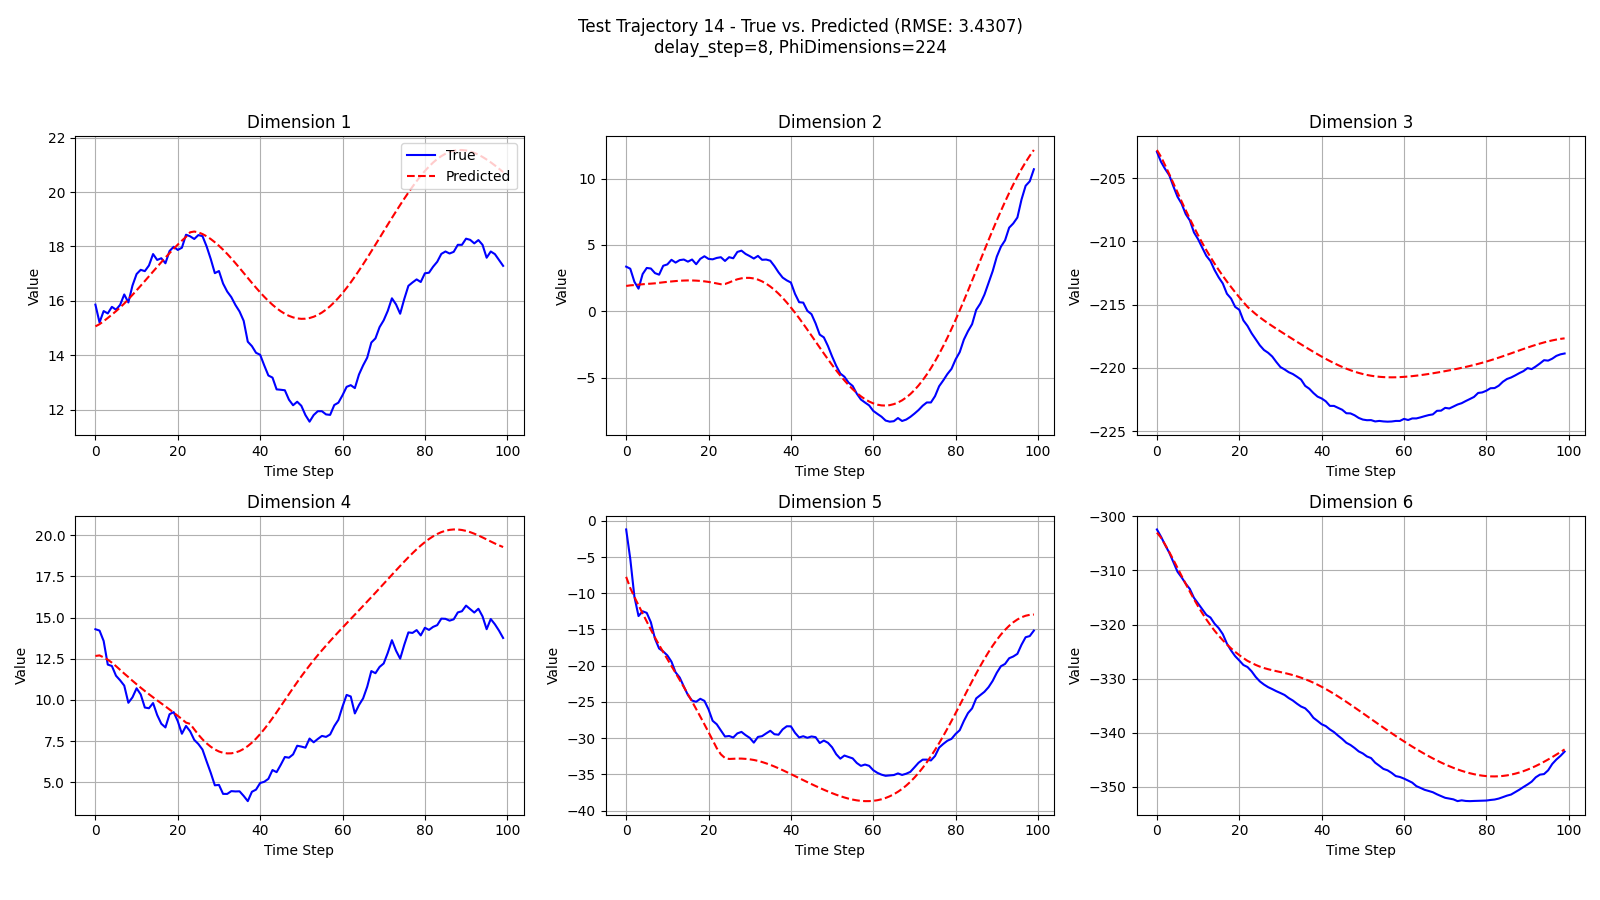 Test Trajectory 14 - True vs. Predicted (RMSE: 3.4307)
delay_step=8, PhiDimensions=224
Dimension 1
22
20
18
16
14
12
Value
0 20 40 60 80 100
Time Step
True
Predicted
Dimension 2
10
5
0
−5
Value
0 20 40 60 80 100
Time Step
Dimension 3
−205
−210
−215
−220
−225
Value
0 20 40 60 80 100
Time Step
Dimension 4
20.0
17.5
15.0
12.5
10.0
7.5
5.0
Value
0 20 40 60 80 100
Time Step
Dimension 5
0
−5
−10
−15
−20
−25
−30
−35
−40
Value
0 20 40 60 80 100
Time Step
Dimension 6
−300
−310
−320
−330
−340
−350
Value
0 20 40 60 80 100
Time Step